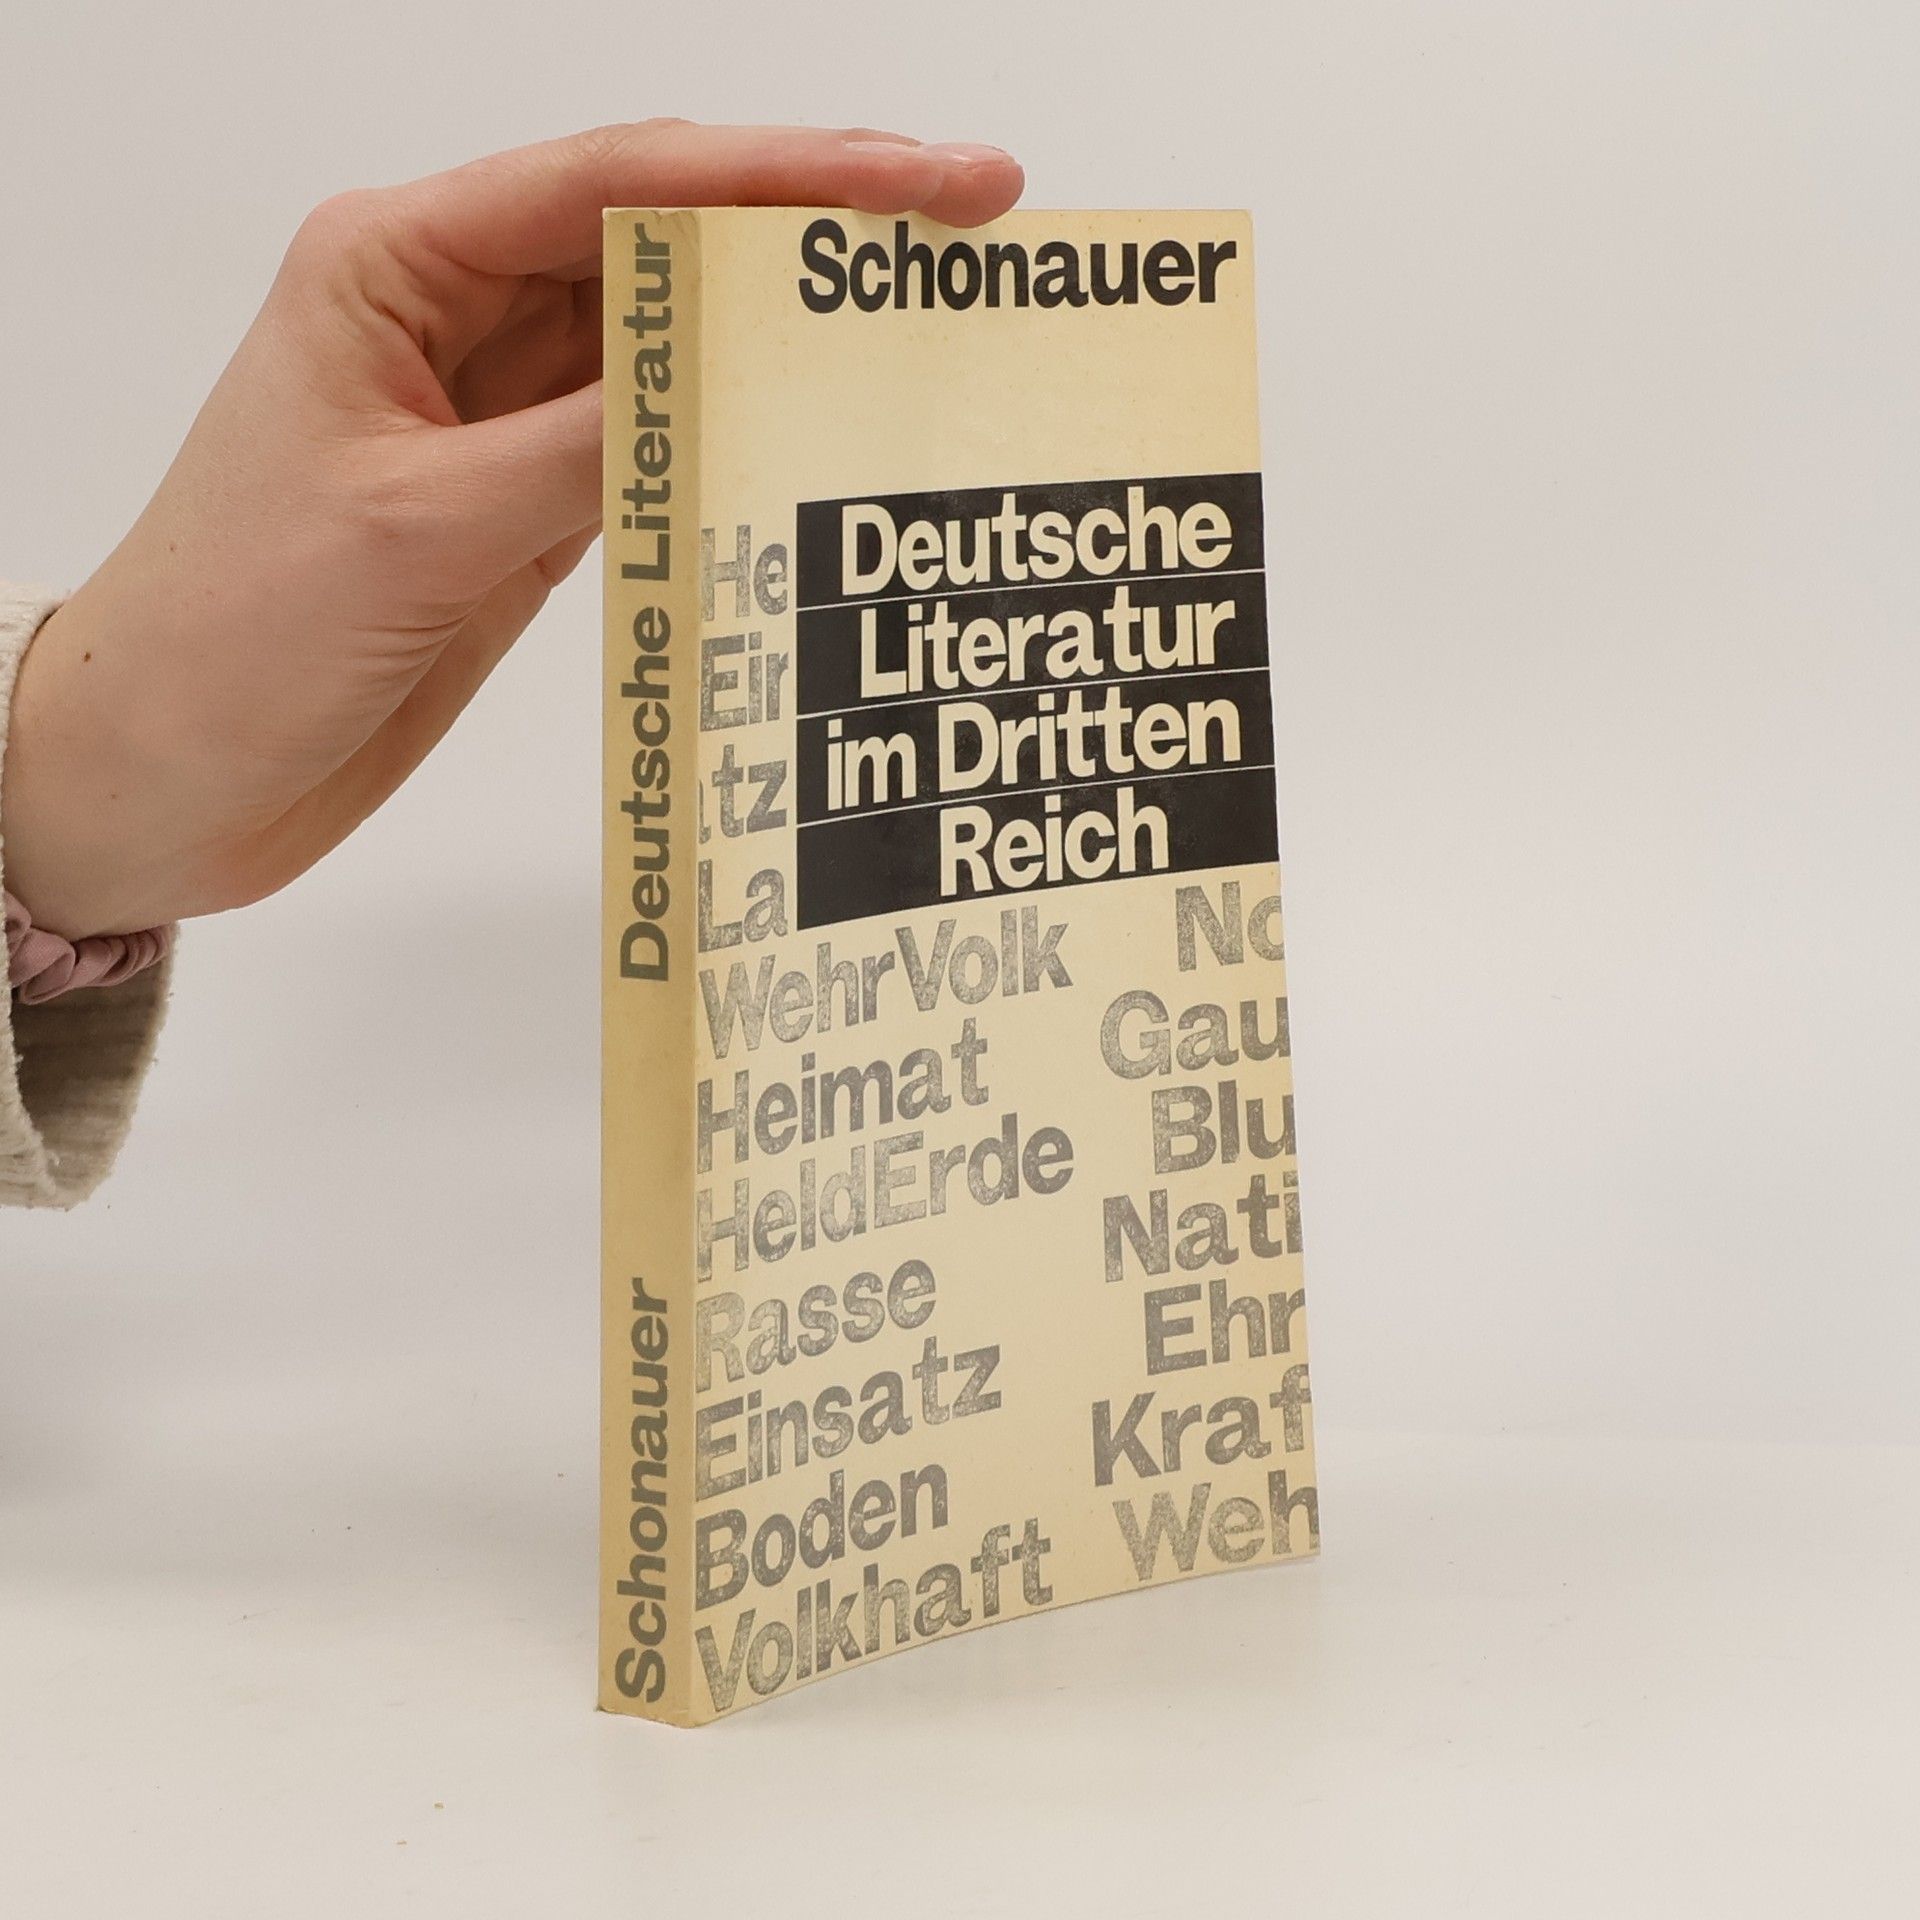 Schonauer
Deutsche
Literatur
im Dritten
Reich
He
Ein
tz
La
WehrVolk No
Heimat Gau
HeldErde Blu
Rasse Nati
Einsatz Ehr
Boden Kraf
Volkhaft Weh
Schonauer Deutsche Literatur